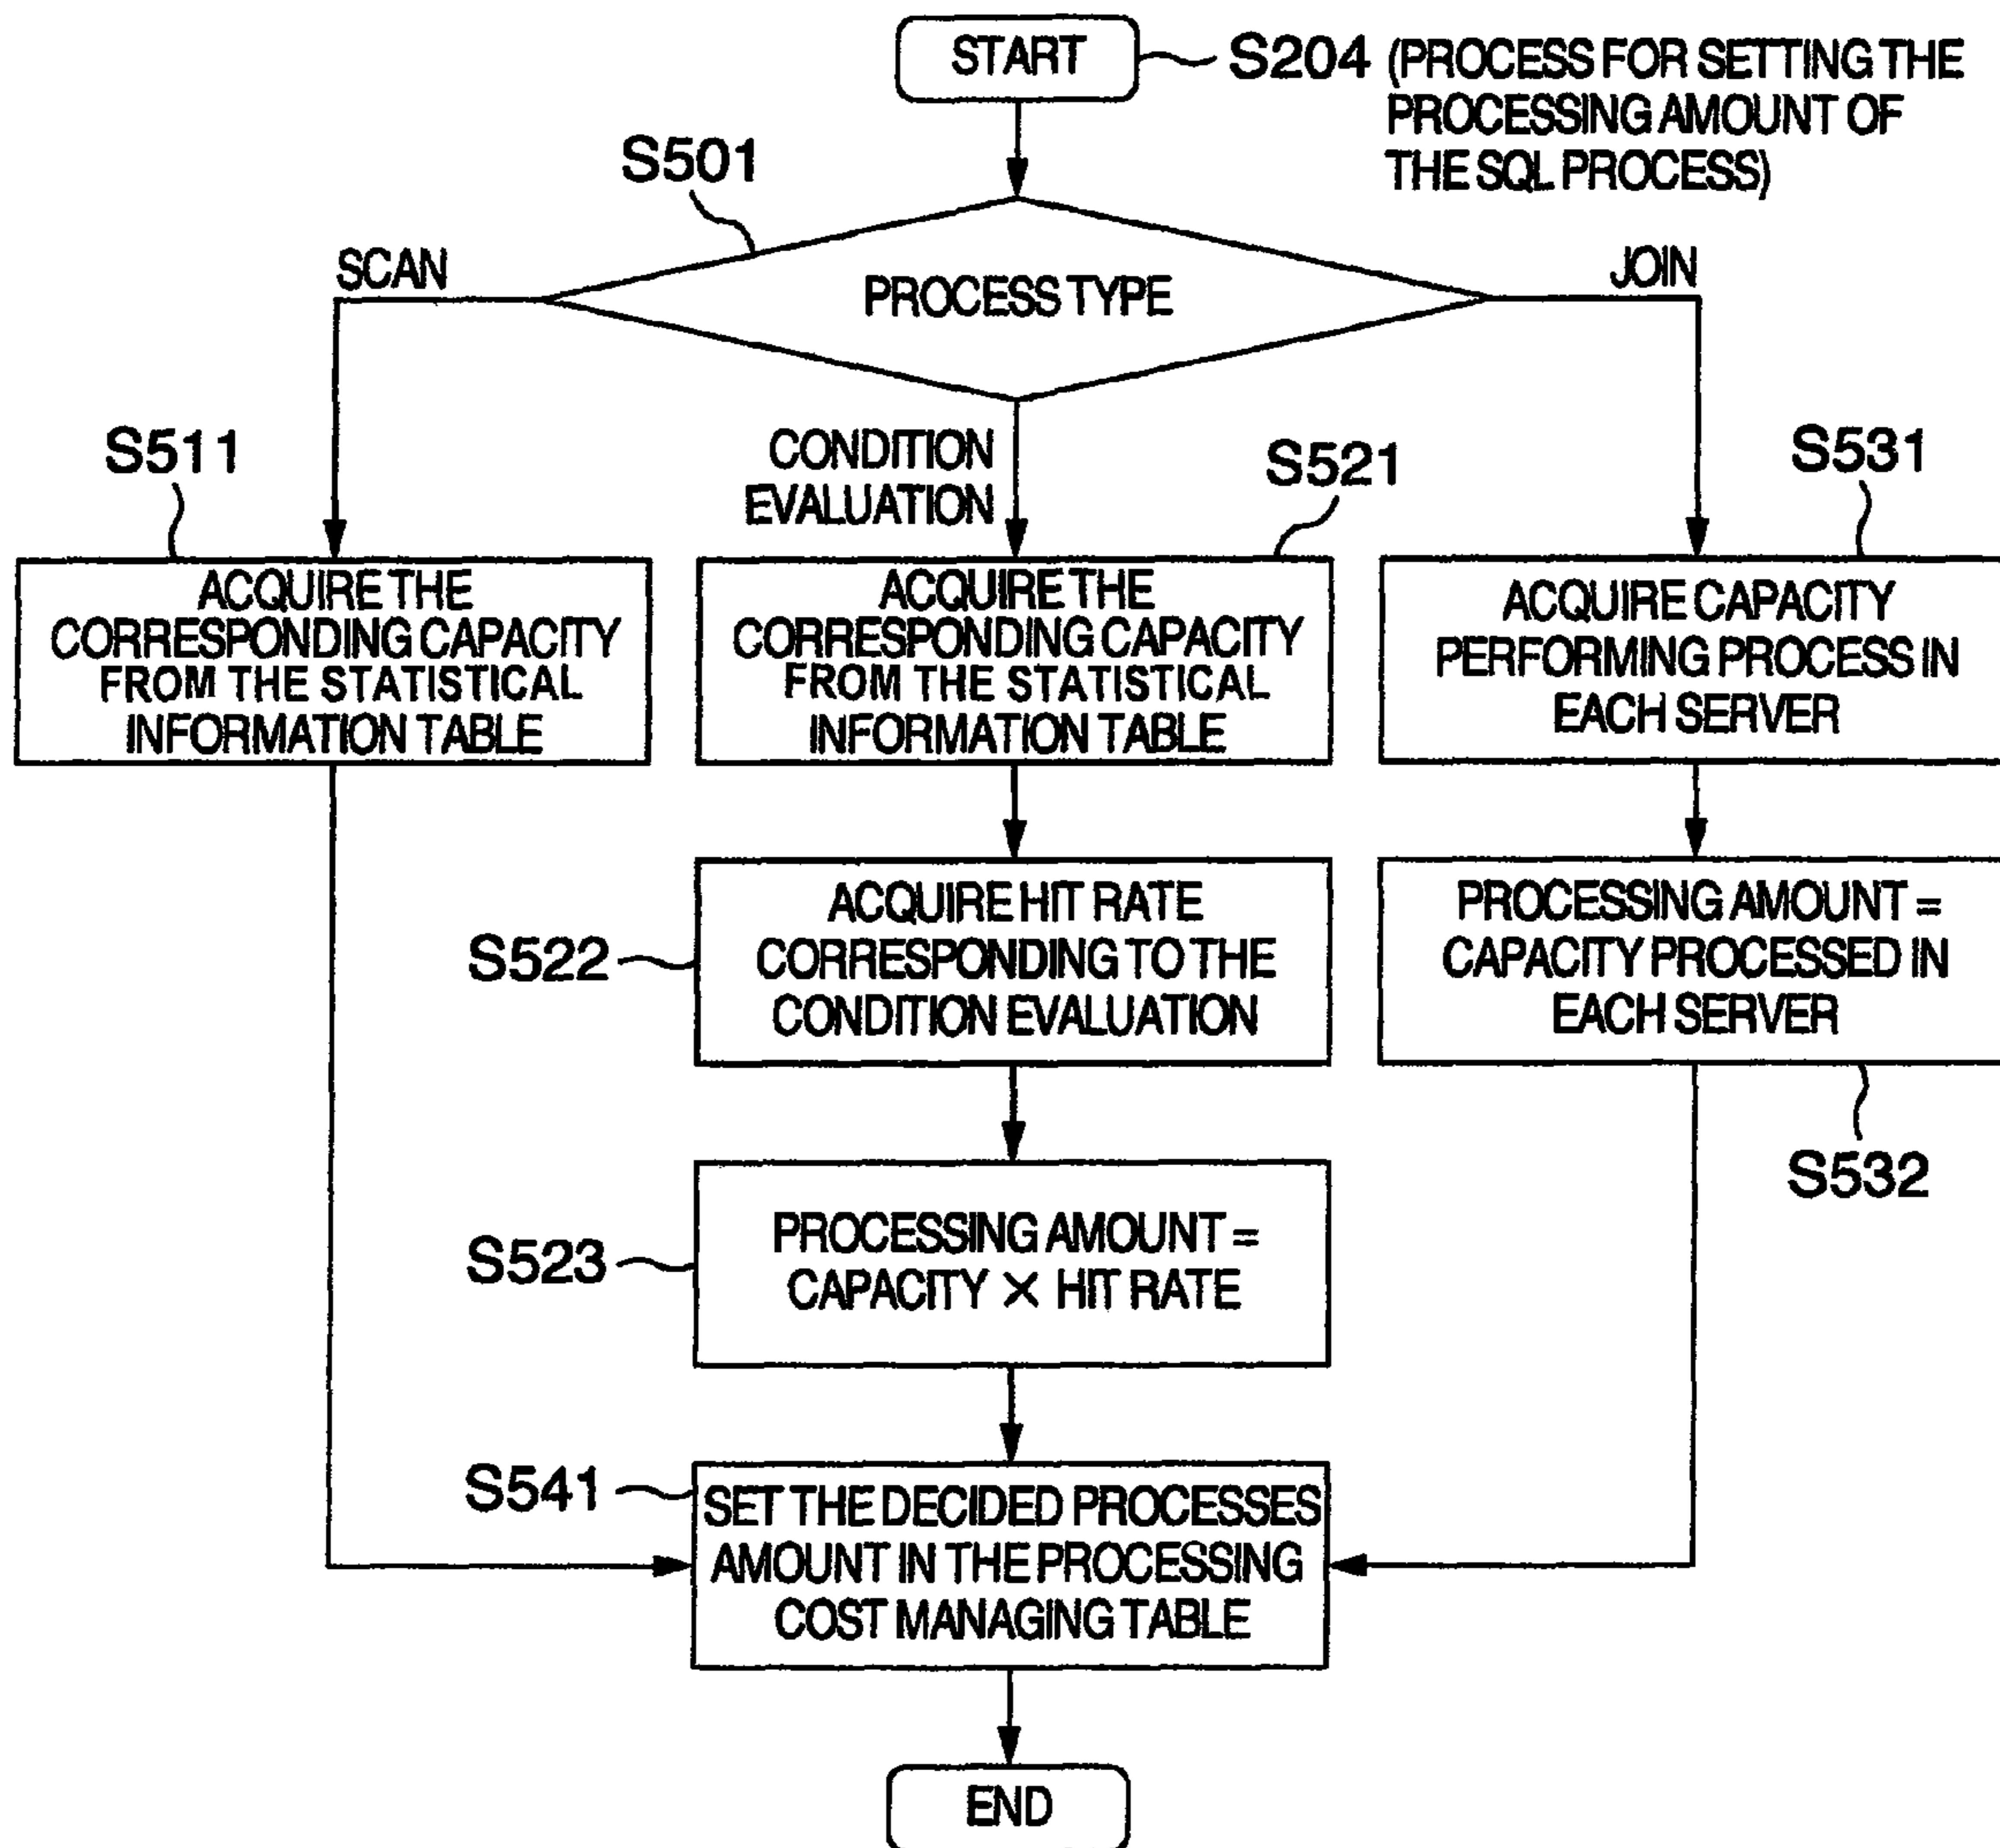 START
S204 (PROCESS FOR SETTING THE
PROCESSING AMOUNT OF
THE SQL PROCESS)
S501
SCAN
PROCESS TYPE
JOIN
S511
CONDITION
EVALUATION
S521
S531
ACQUIRE THE
CORRESPONDING CAPACITY
FROM THE STATISTICAL
INFORMATION TABLE
ACQUIRE THE
CORRESPONDING CAPACITY
FROM THE STATISTICAL
INFORMATION TABLE
ACQUIRE CAPACITY
PERFORMING PROCESS IN
EACH SERVER
S522
ACQUIRE HIT RATE
CORRESPONDING TO THE
CONDITION EVALUATION
PROCESSING AMOUNT =
CAPACITY PROCESSED IN
EACH SERVER
S532
S523
PROCESSING AMOUNT =
CAPACITY × HIT RATE
S541
SET THE DECIDED PROCESSES
AMOUNT IN THE PROCESSING
COST MANAGING TABLE
END